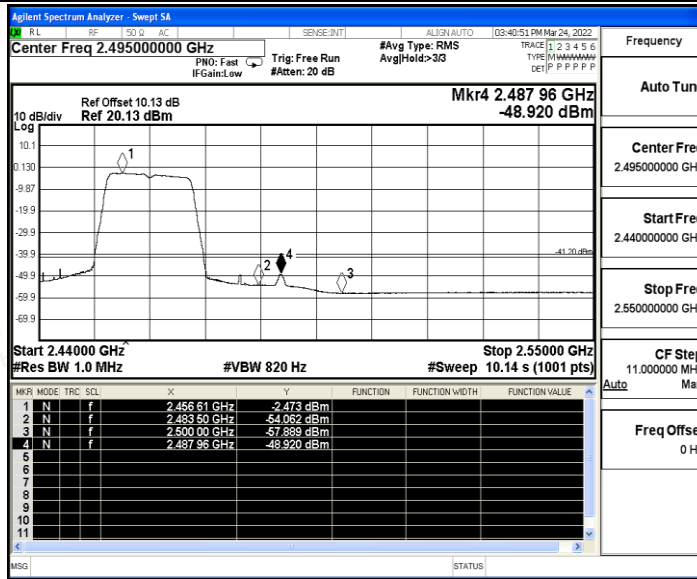 Agilent Spectrum Analyzer - Swept SA
RL RF 50 Ω AC SENSE:INT ALIGN AUTO 03:40:51 PM Mar 24, 2022
Center Freq 2.495000000 GHz
PNO: Fast
IFGain:Low
Trig: Free Run
#Atten: 20 dB
#Avg Type: RMS
Avg|Hold:>3/3
TRACE 1 2 3 4 5 6
TYPE M WWWWW
DET P P P P P P
Ref Offset 10.13 dB
10 dB/div Ref 20.13 dBm
Log
Mkr4 2.487 96 GHz
-48.920 dBm
10.1
0.130
-9.87
-19.9
-29.9
-39.9
-49.9
-59.9
-69.9
1
2
4
3
-41.20 dBm
Start 2.44000 GHz Stop 2.55000 GHz
#Res BW 1.0 MHz #VBW 820 Hz #Sweep 10.14 s (1001 pts)
MKR MODE TRC SCL X Y FUNCTION FUNCTION WIDTH FUNCTION VALUE
1 N f 2.456 61 GHz -2.473 dBm
2 N f 2.483 50 GHz -54.062 dBm
3 N f 2.500 00 GHz -57.889 dBm
4 N f 2.487 96 GHz -48.920 dBm
5
6
7
8
9
10
11
MSG STATUS
Frequency
Auto Tun
Center Fre
2.495000000 GH
Start Fre
2.440000000 GH
Stop Fre
2.550000000 GH
CF Step
11.000000 MH
Auto Ma
Freq Offse
0 H